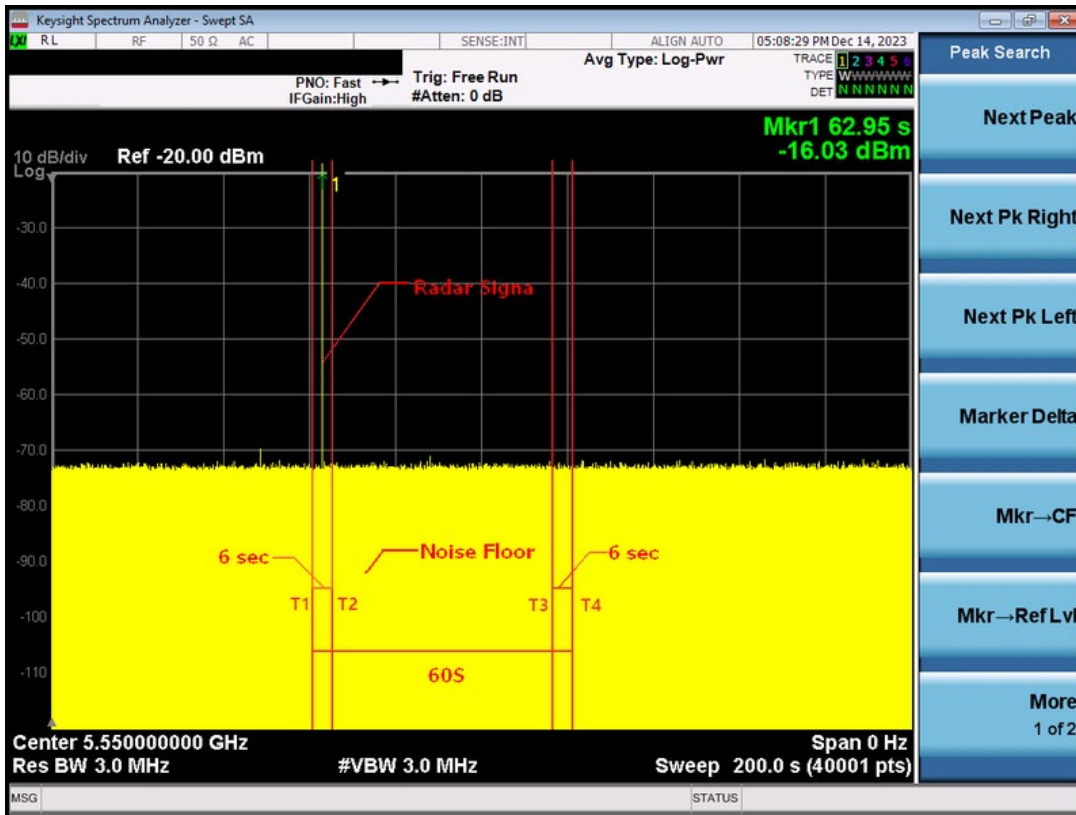 Keysight Spectrum Analyzer - Swept SA
LXI RL RF 50 Ω AC SENSE:INT ALIGN AUTO 05:08:29 PM Dec 14, 2023
PNO: Fast
IFGain:High
Trig: Free Run
#Atten: 0 dB
Avg Type: Log-Pwr
TRACE 1 2 3 4 5 6
TYPE WWWWWW
DET N N N N N N
Mkr1 62.95 s
-16.03 dBm
10 dB/div
Log
Ref -20.00 dBm
1
-30.0
-40.0
-50.0
-60.0
-70.0
-80.0
-90.0
-100
-110
Radar Signa
6 sec
Noise Floor
6 sec
T1 T2 T3 T4
60S
Center 5.550000000 GHz
Span 0 Hz
Res BW 3.0 MHz
#VBW 3.0 MHz
Sweep 200.0 s (40001 pts)
MSG
STATUS
Peak Search
Next Peak
Next Pk Right
Next Pk Left
Marker Delta
Mkr→CF
Mkr→Ref Lvl
More
1 of 2